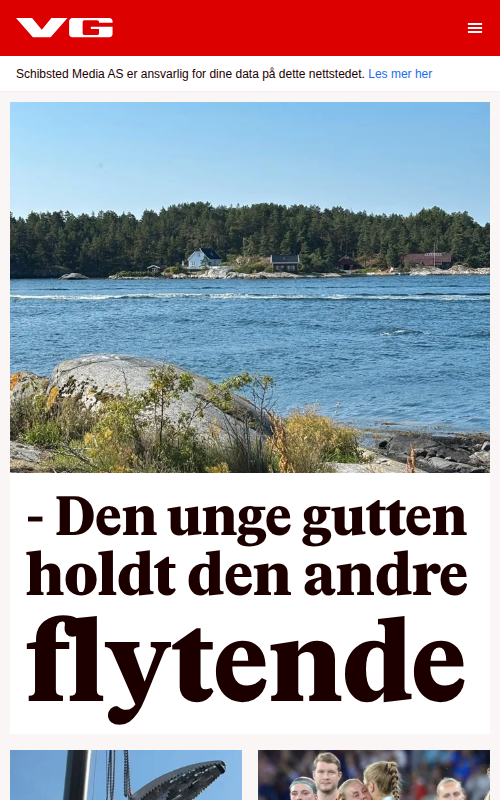 VG
Schibsted Media AS er ansvarlig for dine data på dette nettstedet. Les mer her
- Den unge gutten
holdt den andre
flytende